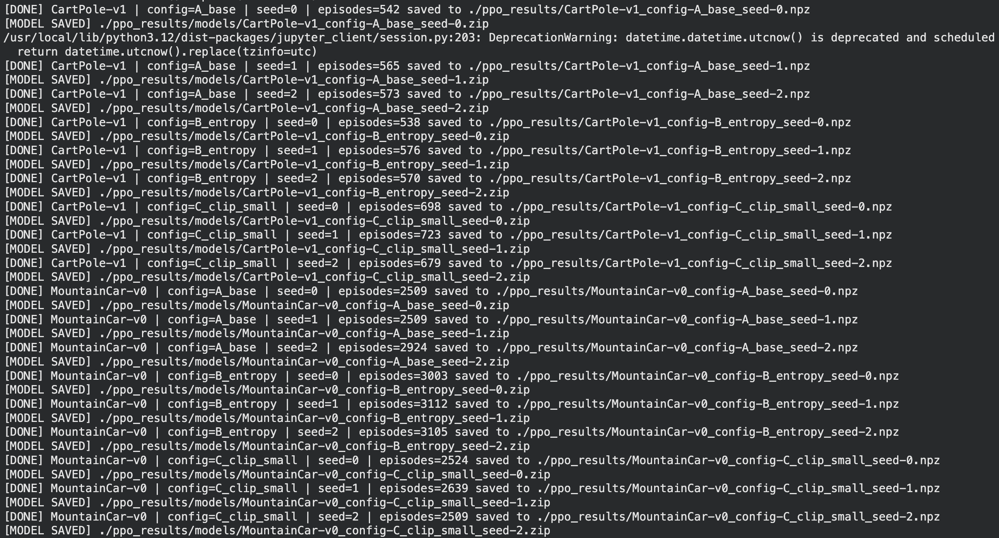 [DONE] CartPole-v1 | config=A_base | seed=0 | episodes=542 saved to ./ppo_results/CartPole-v1_config-A_base_seed-0.npz
[MODEL SAVED] ./ppo_results/models/CartPole-v1_config-A_base_seed-0.zip
/usr/local/lib/python3.12/dist-packages/jupyter_client/session.py:203: DeprecationWarning: datetime.datetime.utcnow() is deprecated and scheduled
  return datetime.utcnow().replace(tzinfo=utc)
[DONE] CartPole-v1 | config=A_base | seed=1 | episodes=565 saved to ./ppo_results/CartPole-v1_config-A_base_seed-1.npz
[MODEL SAVED] ./ppo_results/models/CartPole-v1_config-A_base_seed-1.zip
[DONE] CartPole-v1 | config=A_base | seed=2 | episodes=573 saved to ./ppo_results/CartPole-v1_config-A_base_seed-2.npz
[MODEL SAVED] ./ppo_results/models/CartPole-v1_config-A_base_seed-2.zip
[DONE] CartPole-v1 | config=B_entropy | seed=0 | episodes=538 saved to ./ppo_results/CartPole-v1_config-B_entropy_seed-0.npz
[MODEL SAVED] ./ppo_results/models/CartPole-v1_config-B_entropy_seed-0.zip
[DONE] CartPole-v1 | config=B_entropy | seed=1 | episodes=576 saved to ./ppo_results/CartPole-v1_config-B_entropy_seed-1.npz
[MODEL SAVED] ./ppo_results/models/CartPole-v1_config-B_entropy_seed-1.zip
[DONE] CartPole-v1 | config=B_entropy | seed=2 | episodes=570 saved to ./ppo_results/CartPole-v1_config-B_entropy_seed-2.npz
[MODEL SAVED] ./ppo_results/models/CartPole-v1_config-B_entropy_seed-2.zip
[DONE] CartPole-v1 | config=C_clip_small | seed=0 | episodes=698 saved to ./ppo_results/CartPole-v1_config-C_clip_small_seed-0.npz
[MODEL SAVED] ./ppo_results/models/CartPole-v1_config-C_clip_small_seed-0.zip
[DONE] CartPole-v1 | config=C_clip_small | seed=1 | episodes=723 saved to ./ppo_results/CartPole-v1_config-C_clip_small_seed-1.npz
[MODEL SAVED] ./ppo_results/models/CartPole-v1_config-C_clip_small_seed-1.zip
[DONE] CartPole-v1 | config=C_clip_small | seed=2 | episodes=679 saved to ./ppo_results/CartPole-v1_config-C_clip_small_seed-2.npz
[MODEL SAVED] ./ppo_results/models/CartPole-v1_config-C_clip_small_seed-2.zip
[DONE] MountainCar-v0 | config=A_base | seed=0 | episodes=2509 saved to ./ppo_results/MountainCar-v0_config-A_base_seed-0.npz
[MODEL SAVED] ./ppo_results/models/MountainCar-v0_config-A_base_seed-0.zip
[DONE] MountainCar-v0 | config=A_base | seed=1 | episodes=2509 saved to ./ppo_results/MountainCar-v0_config-A_base_seed-1.npz
[MODEL SAVED] ./ppo_results/models/MountainCar-v0_config-A_base_seed-1.zip
[DONE] MountainCar-v0 | config=A_base | seed=2 | episodes=2924 saved to ./ppo_results/MountainCar-v0_config-A_base_seed-2.npz
[MODEL SAVED] ./ppo_results/models/MountainCar-v0_config-A_base_seed-2.zip
[DONE] MountainCar-v0 | config=B_entropy | seed=0 | episodes=3003 saved to ./ppo_results/MountainCar-v0_config-B_entropy_seed-0.npz
[MODEL SAVED] ./ppo_results/models/MountainCar-v0_config-B_entropy_seed-0.zip
[DONE] MountainCar-v0 | config=B_entropy | seed=1 | episodes=3112 saved to ./ppo_results/MountainCar-v0_config-B_entropy_seed-1.npz
[MODEL SAVED] ./ppo_results/models/MountainCar-v0_config-B_entropy_seed-1.zip
[DONE] MountainCar-v0 | config=B_entropy | seed=2 | episodes=3105 saved to ./ppo_results/MountainCar-v0_config-B_entropy_seed-2.npz
[MODEL SAVED] ./ppo_results/models/MountainCar-v0_config-B_entropy_seed-2.zip
[DONE] MountainCar-v0 | config=C_clip_small | seed=0 | episodes=2524 saved to ./ppo_results/MountainCar-v0_config-C_clip_small_seed-0.npz
[MODEL SAVED] ./ppo_results/models/MountainCar-v0_config-C_clip_small_seed-0.zip
[DONE] MountainCar-v0 | config=C_clip_small | seed=1 | episodes=2639 saved to ./ppo_results/MountainCar-v0_config-C_clip_small_seed-1.npz
[MODEL SAVED] ./ppo_results/models/MountainCar-v0_config-C_clip_small_seed-1.zip
[DONE] MountainCar-v0 | config=C_clip_small | seed=2 | episodes=2509 saved to ./ppo_results/MountainCar-v0_config-C_clip_small_seed-2.npz
[MODEL SAVED] ./ppo_results/models/MountainCar-v0_config-C_clip_small_seed-2.zip